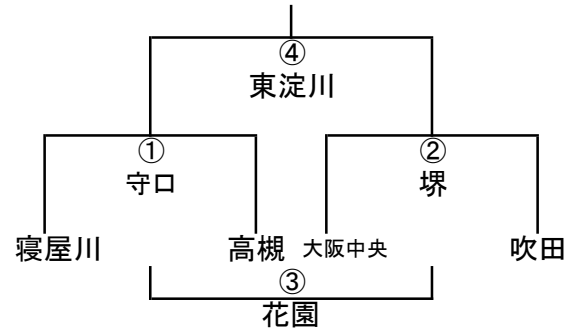 ④
東淀川
①
②
守口
堺
寝屋川
高槻
大阪中央
吹田
③
花園